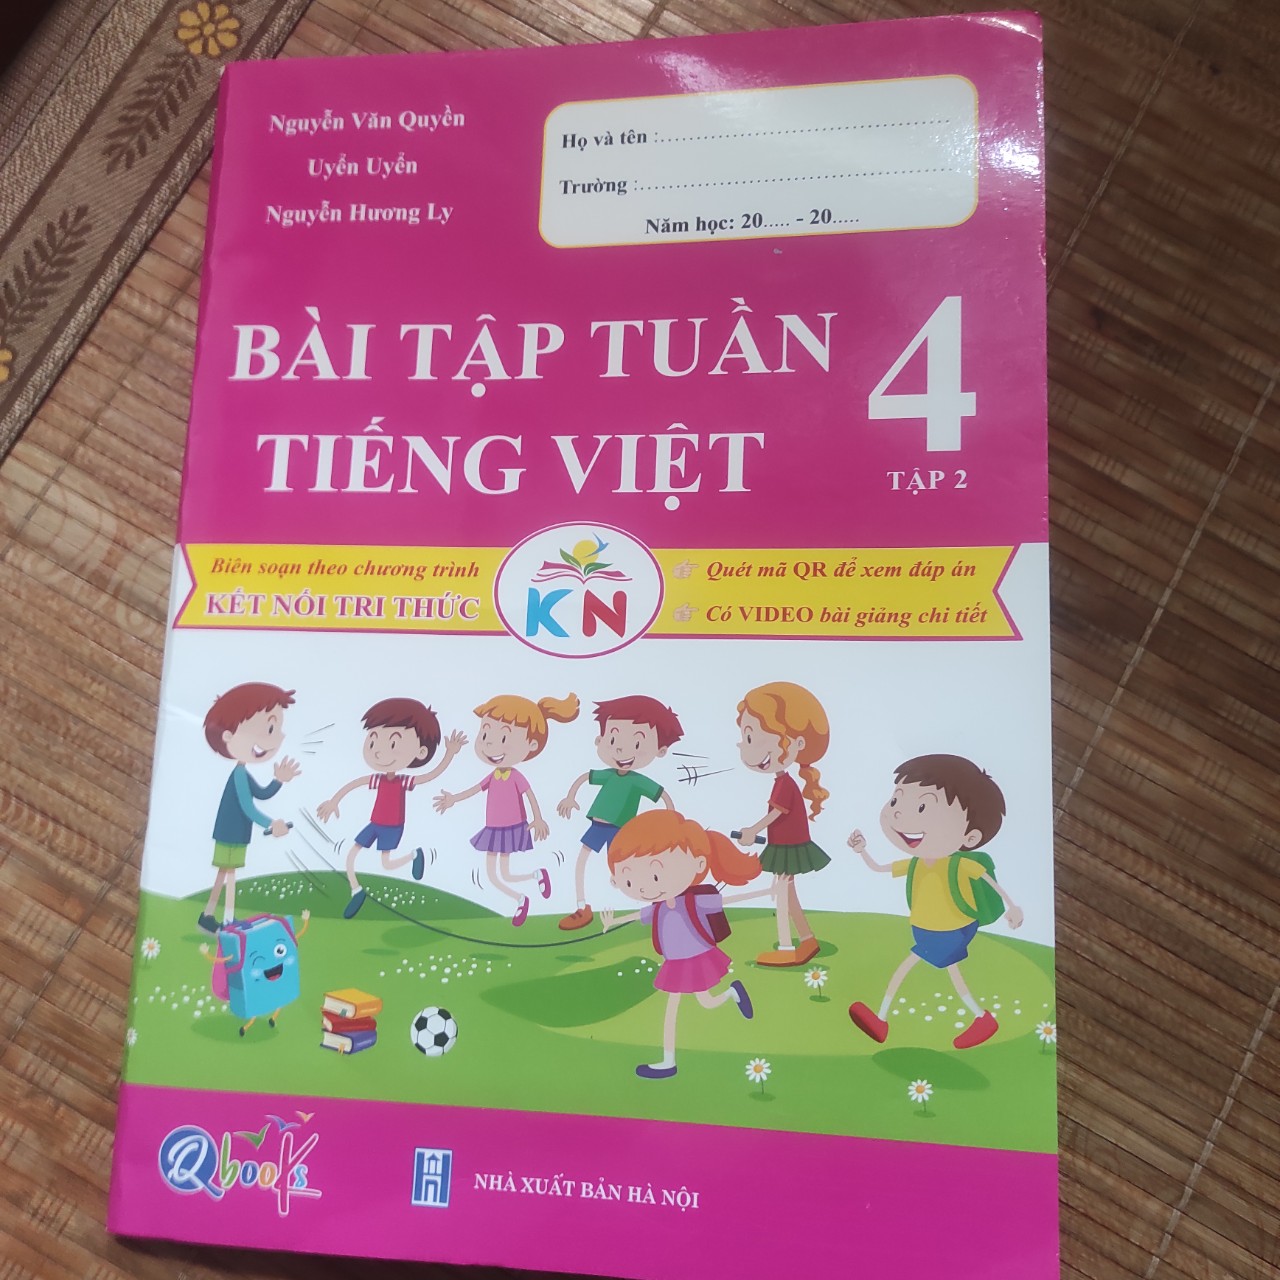 Nguyễn Văn Quyền
Uyển Uyển
Nguyễn Hương Ly
Họ và tên :......................................
Trường :..........................................
Năm học: 20..... - 20.....
BÀI TẬP TUẦN
TIẾNG VIỆT
4
TẬP 2
Biên soạn theo chương trình
KẾT NỐI TRI THỨC
KN
Quét mã QR để xem đáp án
Có VIDEO bài giảng chi tiết
Qbooks
NHÀ XUẤT BẢN HÀ NỘI